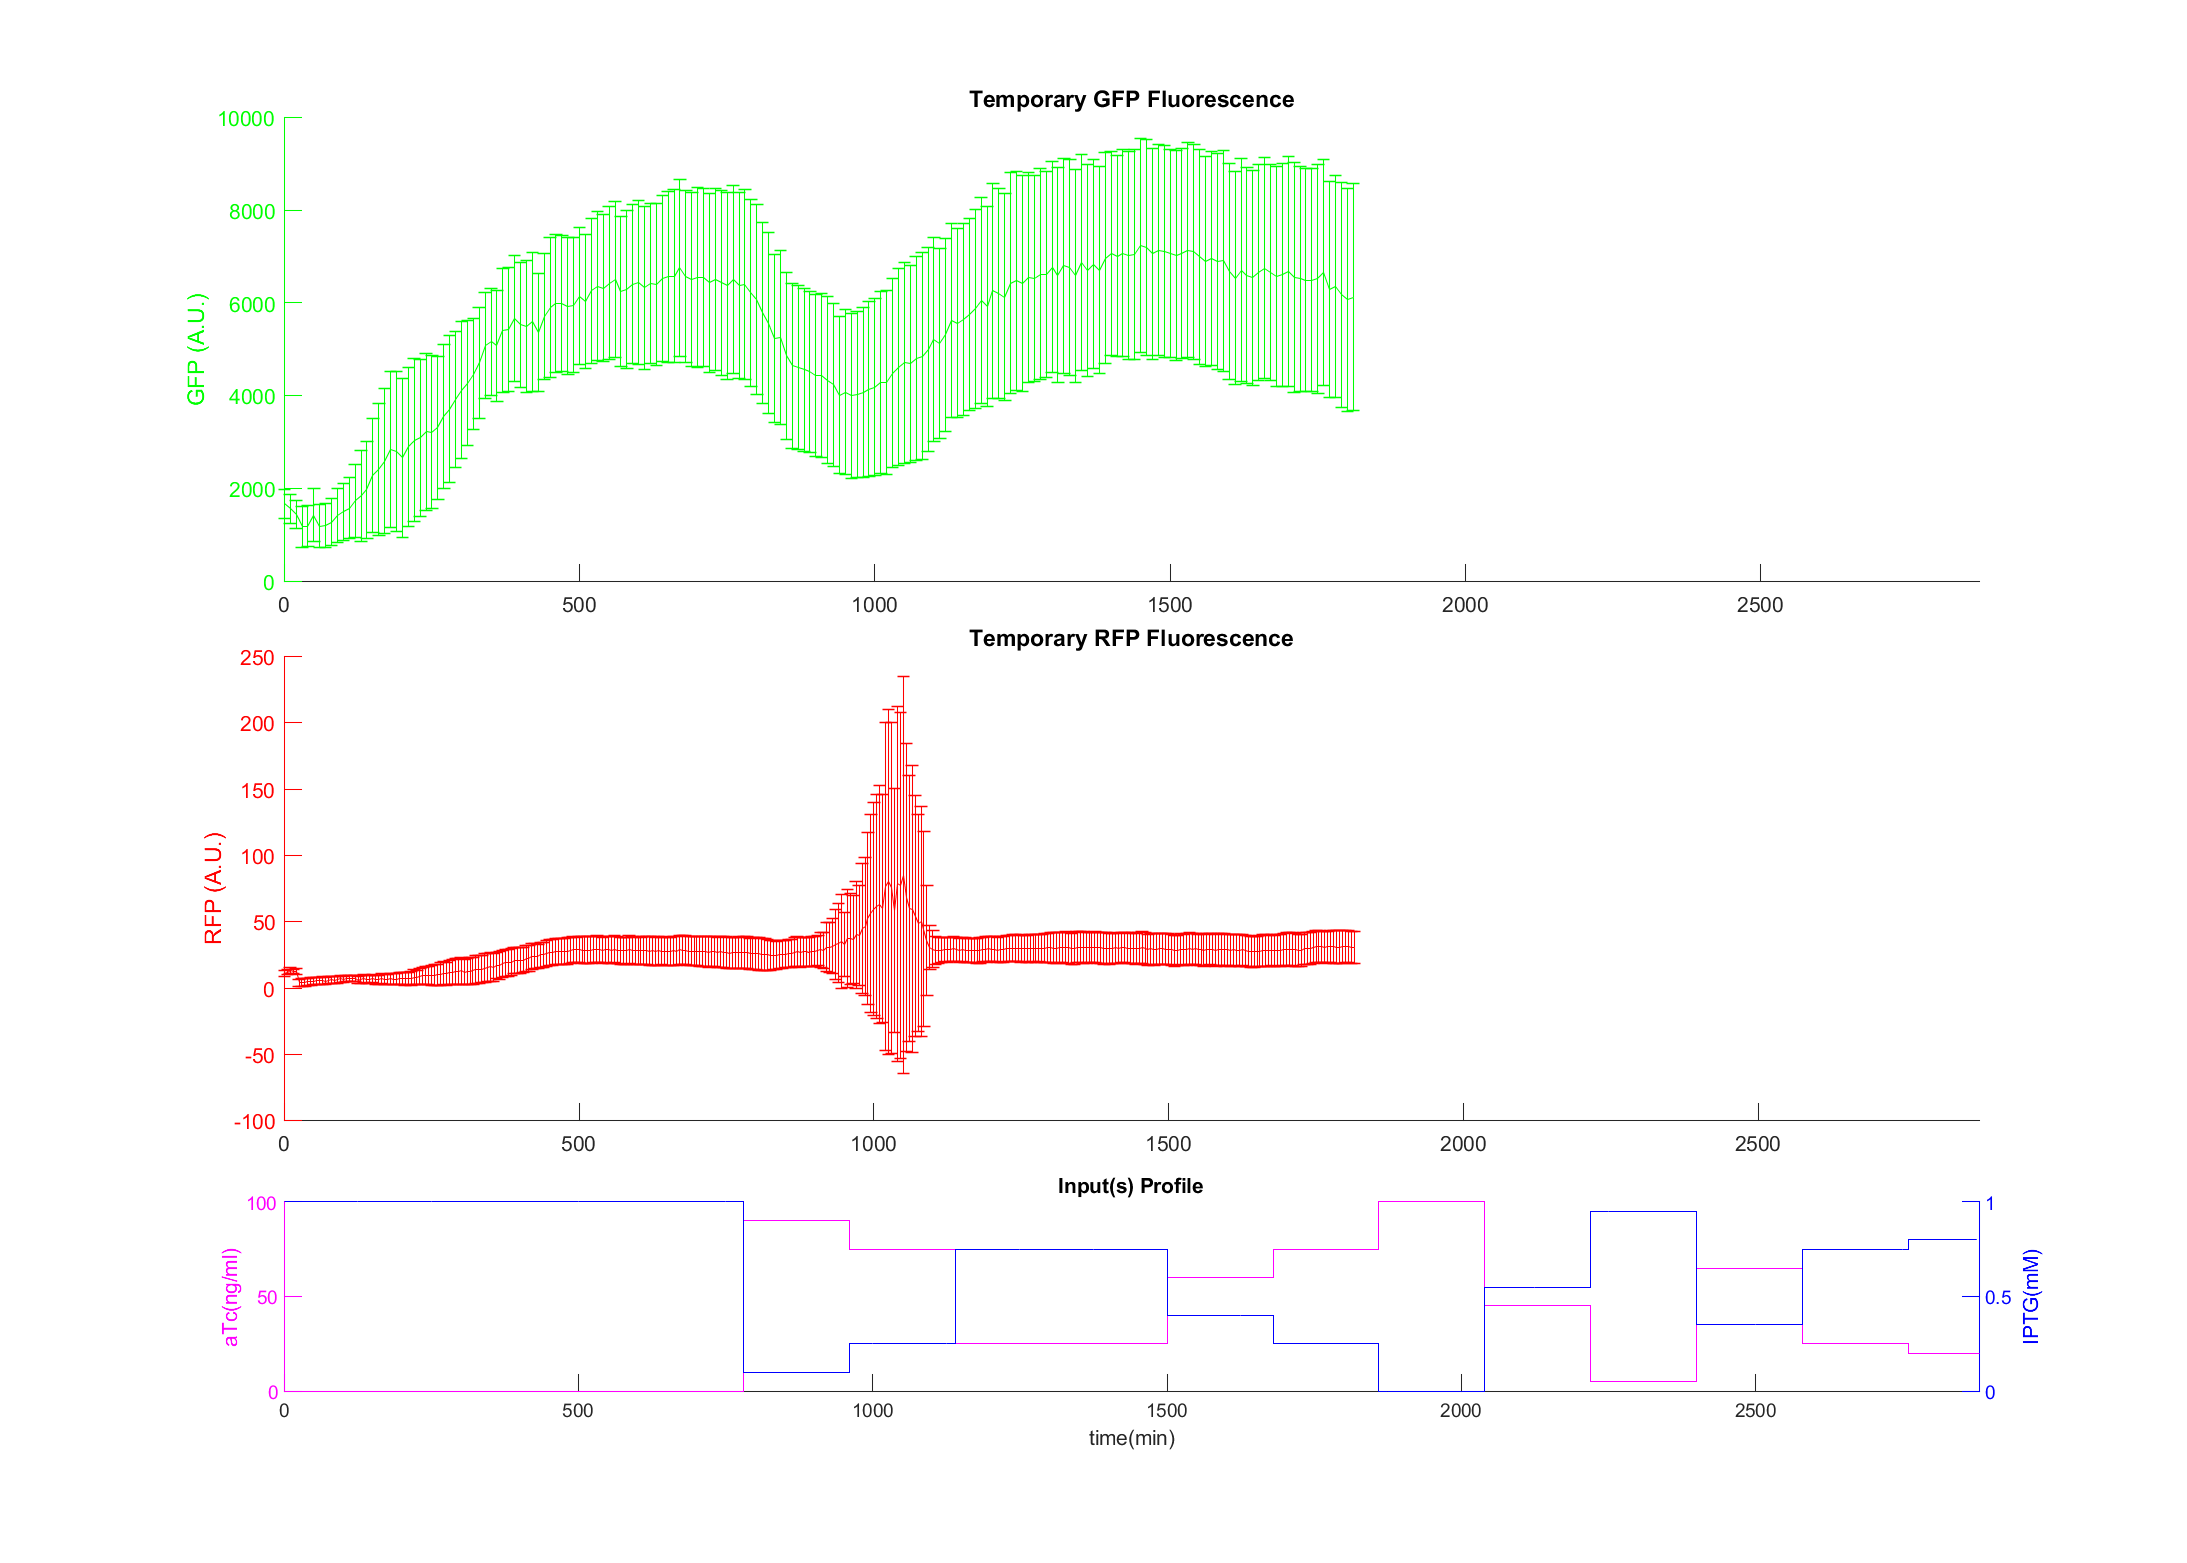 Temporary GFP Fluorescence
10000
8000
6000
4000
2000
0
GFP (A.U.)
0 500 1000 1500 2000 2500
Temporary RFP Fluorescence
250
200
150
100
50
0
-50
-100
RFP (A.U.)
0 500 1000 1500 2000 2500
Input(s) Profile
100
50
0
aTc(ng/ml)
1
0.5
0
IPTG(mM)
0 500 1000 1500 2000 2500
time(min)